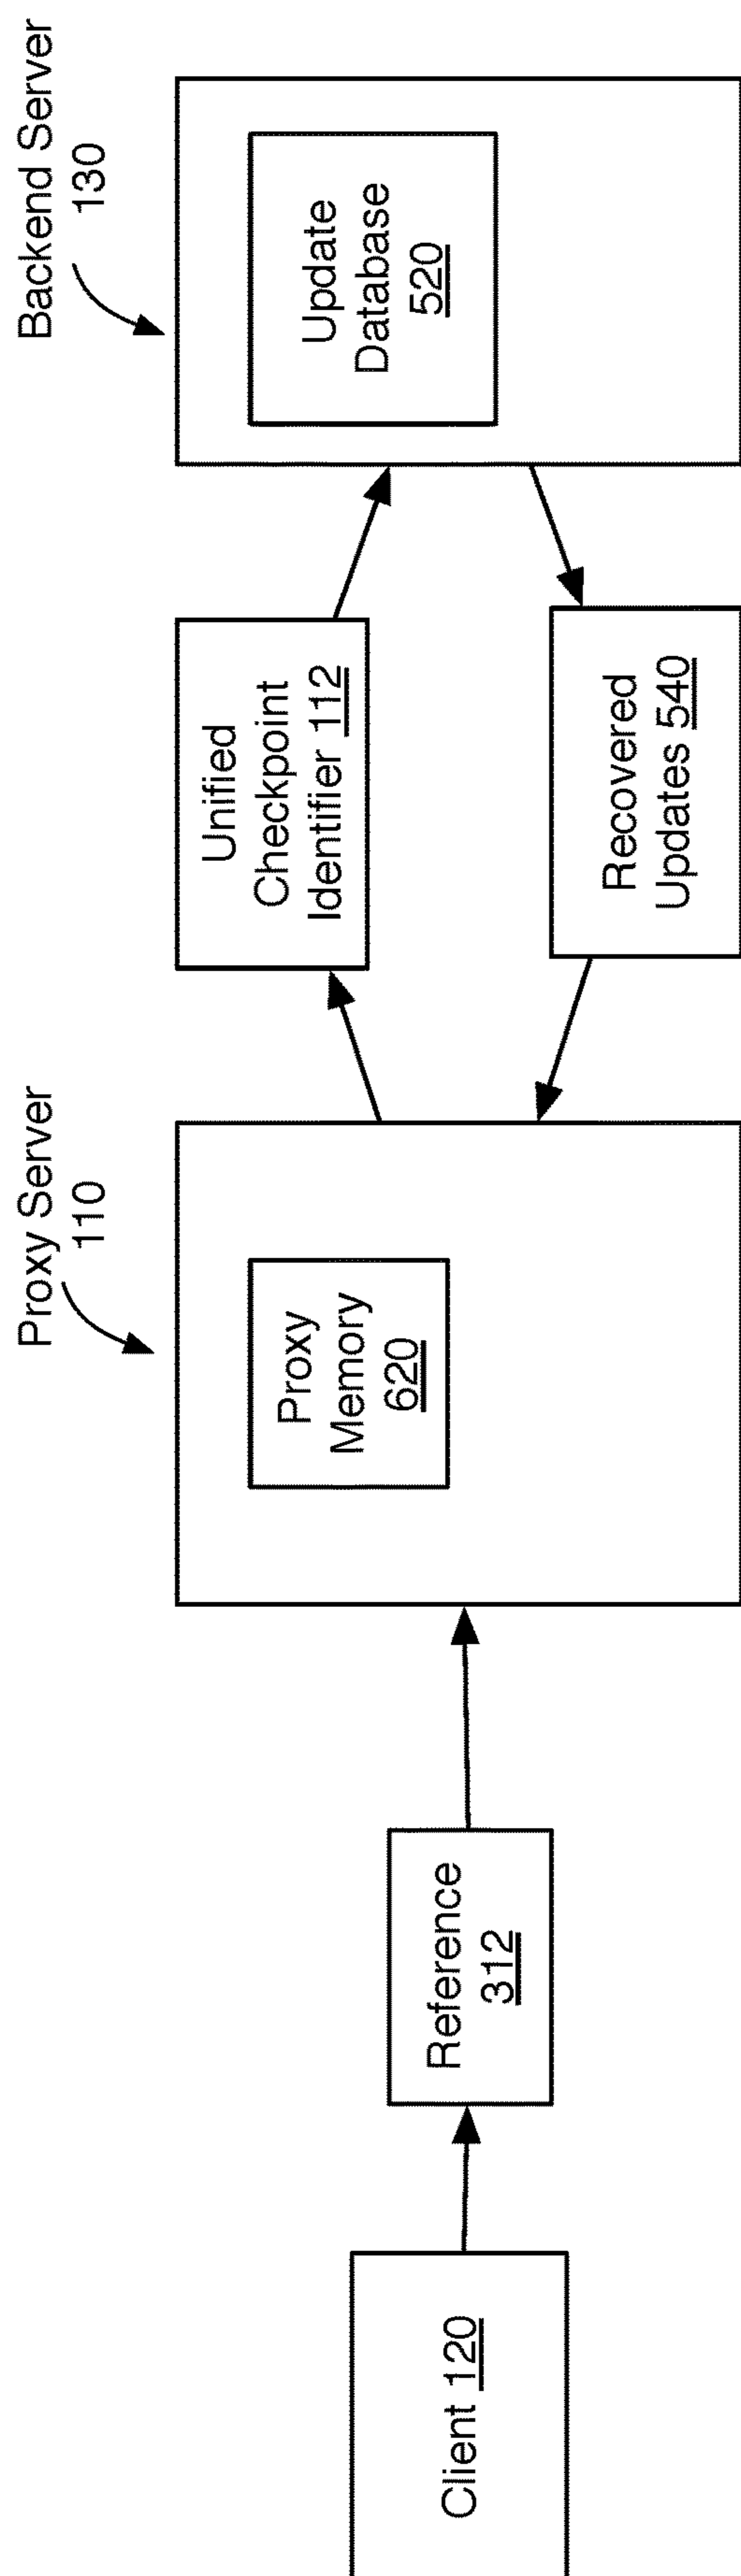 Client 120
Reference
312
Proxy Server
110
Proxy
Memory
620
Unified
Checkpoint
Identifier 112
Recovered
Updates 540
Backend Server
130
Update
Database
520